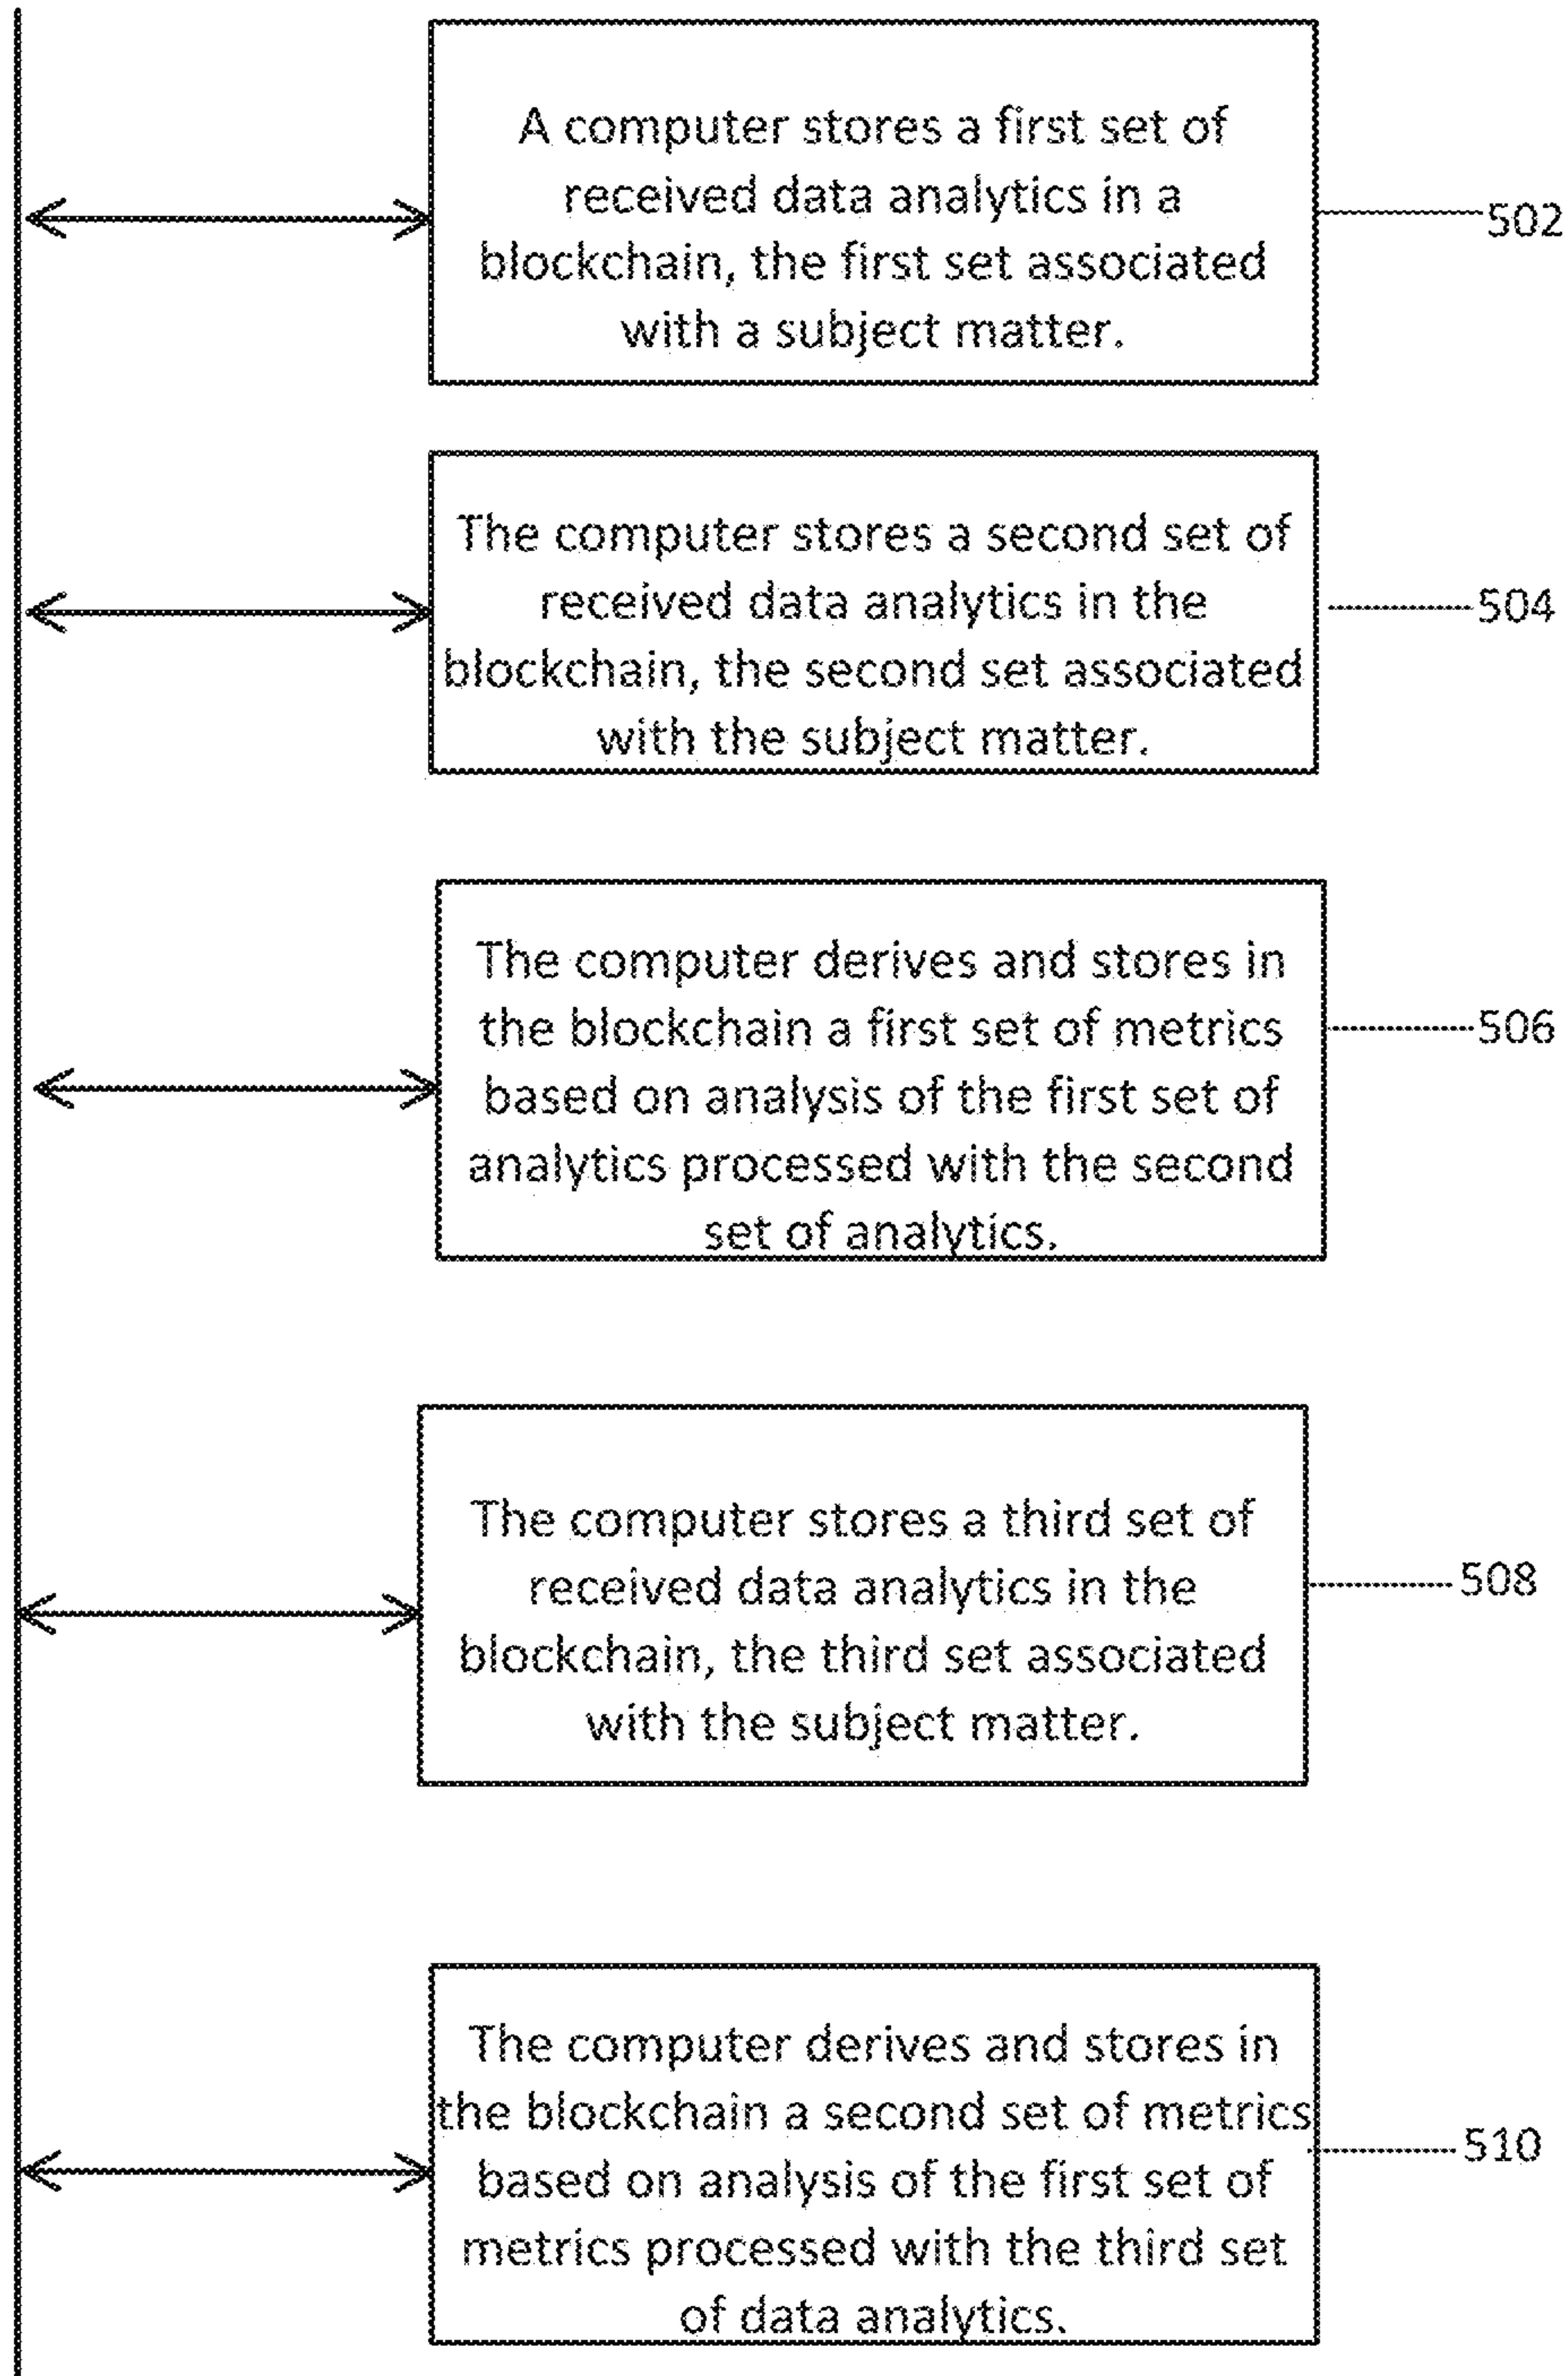 A computer stores a first set of
received data analytics in a
blockchain, the first set associated
with a subject matter.
502
The computer stores a second set of
received data analytics in the
blockchain, the second set associated
with the subject matter.
504
The computer derives and stores in
the blockchain a first set of metrics
based on analysis of the first set of
analytics processed with the second
set of analytics.
506
The computer stores a third set of
received data analytics in the
blockchain, the third set associated
with the subject matter.
508
The computer derives and stores in
the blockchain a second set of metrics
based on analysis of the first set of
metrics processed with the third set
of data analytics.
510